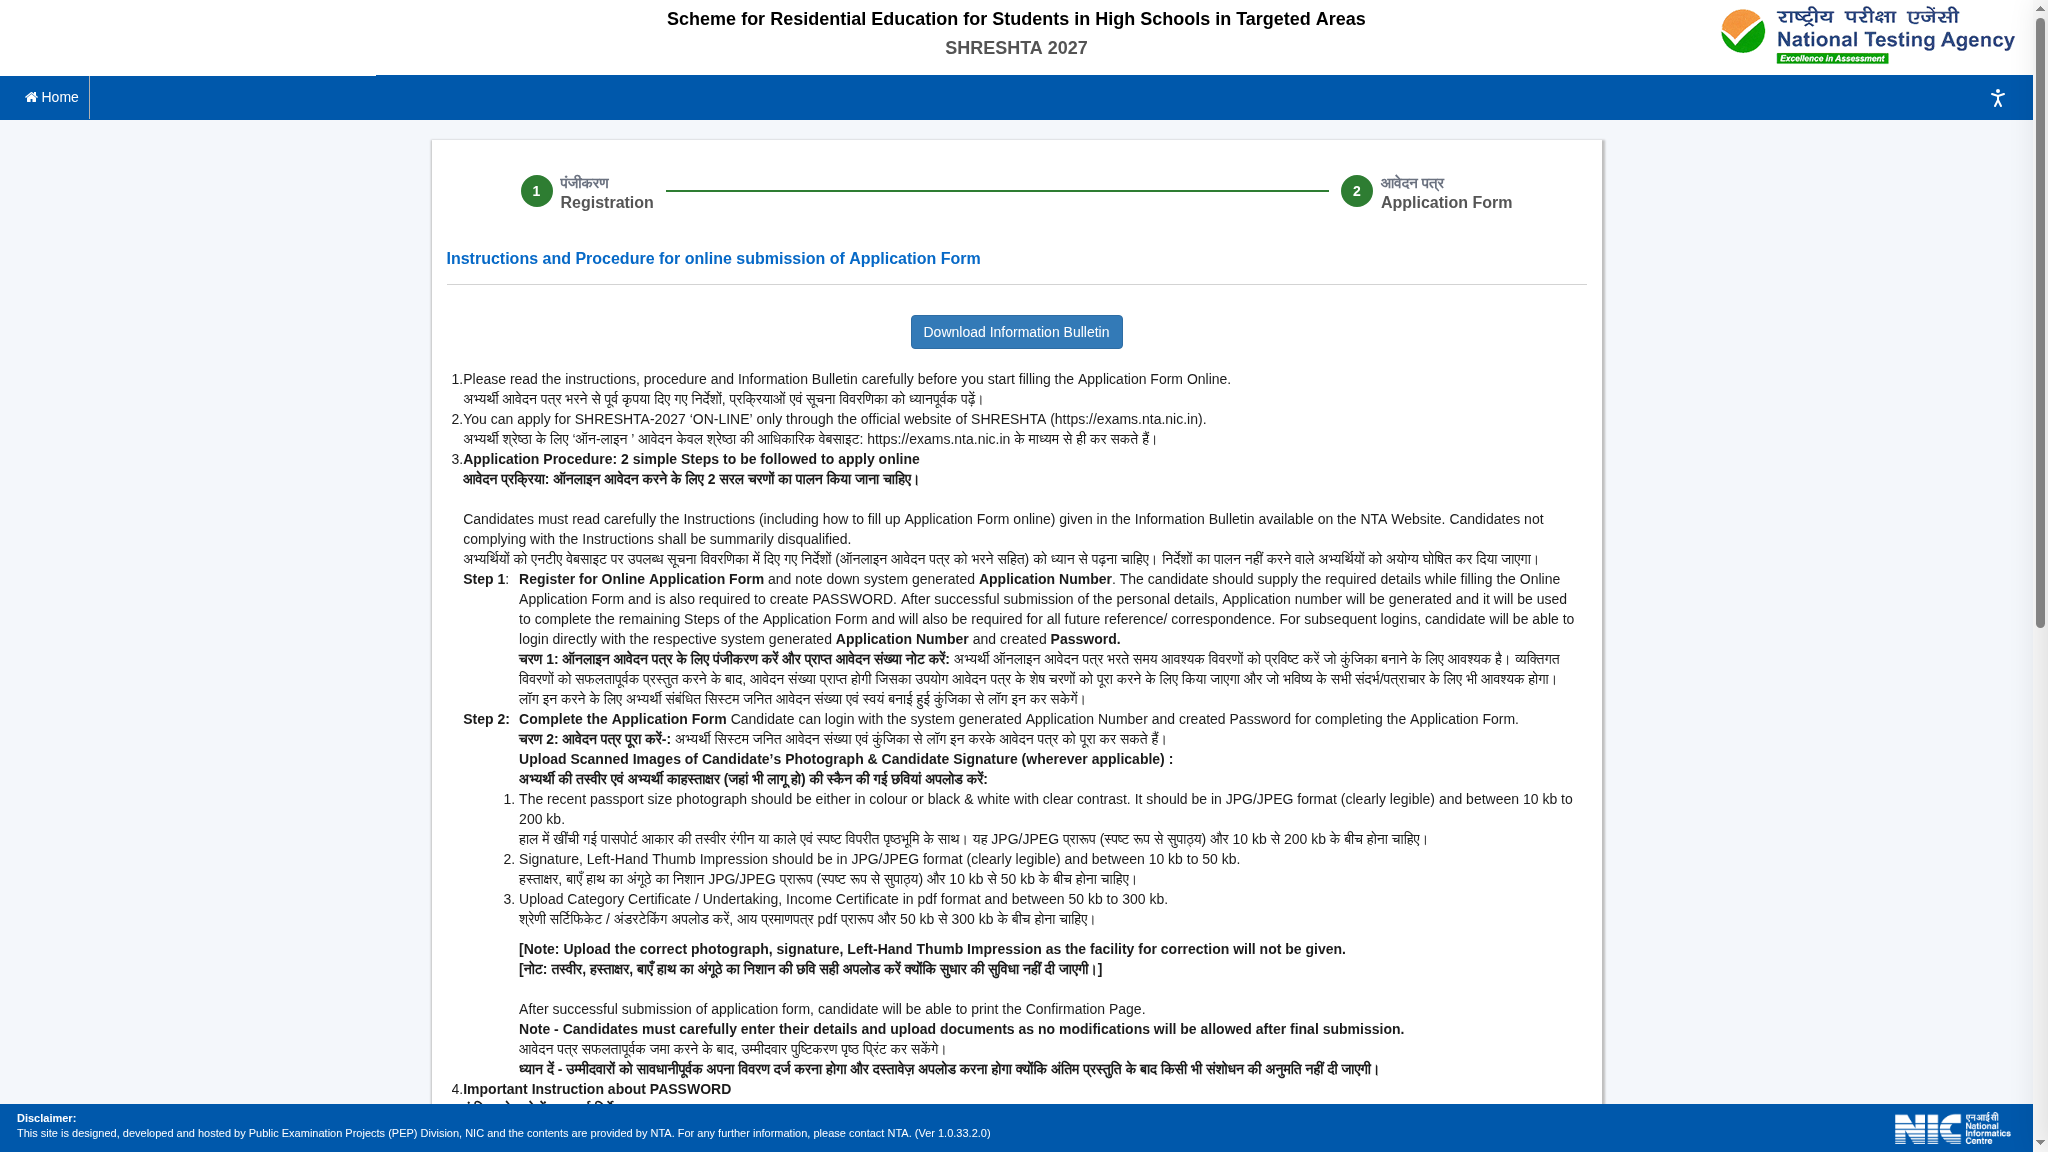 Scheme for Residential Education for Students in High Schools in Targeted Areas
SHRESHTA 2027
राष्ट्रीय परीक्षा एजेंसी
National Testing Agency
Excellence in Assessment
Home
1
पंजीकरण
Registration
2
आवेदन पत्र
Application Form
Instructions and Procedure for online submission of Application Form
Download Information Bulletin
1.Please read the instructions, procedure and Information Bulletin carefully before you start filling the Application Form Online.
अभ्यर्थी आवेदन पत्र भरने से पूर्व कृपया दिए गए निर्देशों, प्रक्रियाओं एवं सूचना विवरणिका को ध्यानपूर्वक पढ़ें।
2.You can apply for SHRESHTA-2027 ‘ON-LINE’ only through the official website of SHRESHTA (https://exams.nta.nic.in).
अभ्यर्थी श्रेष्ठा के लिए ‘ऑन-लाइन ’ आवेदन केवल श्रेष्ठा की आधिकारिक वेबसाइट: https://exams.nta.nic.in के माध्यम से ही कर सकते हैं।
3.Application Procedure: 2 simple Steps to be followed to apply online
आवेदन प्रक्रिया: ऑनलाइन आवेदन करने के लिए 2 सरल चरणों का पालन किया जाना चाहिए।
Candidates must read carefully the Instructions (including how to fill up Application Form online) given in the Information Bulletin available on the NTA Website. Candidates not
complying with the Instructions shall be summarily disqualified.
अभ्यर्थियों को एनटीए वेबसाइट पर उपलब्ध सूचना विवरणिका में दिए गए निर्देशों (ऑनलाइन आवेदन पत्र को भरने सहित) को ध्यान से पढ़ना चाहिए। निर्देशों का पालन नहीं करने वाले अभ्यर्थियों को अयोग्य घोषित कर दिया जाएगा।
Step 1: Register for Online Application Form and note down system generated Application Number. The candidate should supply the required details while filling the Online
Application Form and is also required to create PASSWORD. After successful submission of the personal details, Application number will be generated and it will be used
to complete the remaining Steps of the Application Form and will also be required for all future reference/ correspondence. For subsequent logins, candidate will be able to
login directly with the respective system generated Application Number and created Password.
चरण 1: ऑनलाइन आवेदन पत्र के लिए पंजीकरण करें और प्राप्त आवेदन संख्या नोट करें: अभ्यर्थी ऑनलाइन आवेदन पत्र भरते समय आवश्यक विवरणों को प्रविष्ट करें जो कुंजिका बनाने के लिए आवश्यक है। व्यक्तिगत
विवरणों को सफलतापूर्वक प्रस्तुत करने के बाद, आवेदन संख्या प्राप्त होगी जिसका उपयोग आवेदन पत्र के शेष चरणों को पूरा करने के लिए किया जाएगा और जो भविष्य के सभी संदर्भ/पत्राचार के लिए भी आवश्यक होगा।
लॉग इन करने के लिए अभ्यर्थी संबंधित सिस्टम जनित आवेदन संख्या एवं स्वयं बनाई हुई कुंजिका से लॉग इन कर सकेगें।
Step 2: Complete the Application Form Candidate can login with the system generated Application Number and created Password for completing the Application Form.
चरण 2: आवेदन पत्र पूरा करें-: अभ्यर्थी सिस्टम जनित आवेदन संख्या एवं कुंजिका से लॉग इन करके आवेदन पत्र को पूरा कर सकते हैं।
Upload Scanned Images of Candidate’s Photograph & Candidate Signature (wherever applicable) :
अभ्यर्थी की तस्वीर एवं अभ्यर्थी काहस्ताक्षर (जहां भी लागू हो) की स्कैन की गई छवियां अपलोड करें:
1. The recent passport size photograph should be either in colour or black & white with clear contrast. It should be in JPG/JPEG format (clearly legible) and between 10 kb to
200 kb.
हाल में खींची गई पासपोर्ट आकार की तस्वीर रंगीन या काले एवं स्पष्ट विपरीत पृष्ठभूमि के साथ। यह JPG/JPEG प्रारूप (स्पष्ट रूप से सुपाठ्य) और 10 kb से 200 kb के बीच होना चाहिए।
2. Signature, Left-Hand Thumb Impression should be in JPG/JPEG format (clearly legible) and between 10 kb to 50 kb.
हस्ताक्षर, बाएँ हाथ का अंगूठे का निशान JPG/JPEG प्रारूप (स्पष्ट रूप से सुपाठ्य) और 10 kb से 50 kb के बीच होना चाहिए।
3. Upload Category Certificate / Undertaking, Income Certificate in pdf format and between 50 kb to 300 kb.
श्रेणी सर्टिफिकेट / अंडरटेकिंग अपलोड करें, आय प्रमाणपत्र pdf प्रारूप और 50 kb से 300 kb के बीच होना चाहिए।
[Note: Upload the correct photograph, signature, Left-Hand Thumb Impression as the facility for correction will not be given.
[नोट: तस्वीर, हस्ताक्षर, बाएँ हाथ का अंगूठे का निशान की छवि सही अपलोड करें क्योंकि सुधार की सुविधा नहीं दी जाएगी।]
After successful submission of application form, candidate will be able to print the Confirmation Page.
Note - Candidates must carefully enter their details and upload documents as no modifications will be allowed after final submission.
आवेदन पत्र सफलतापूर्वक जमा करने के बाद, उम्मीदवार पुष्टिकरण पृष्ठ प्रिंट कर सकेंगे।
ध्यान दें - उम्मीदवारों को सावधानीपूर्वक अपना विवरण दर्ज करना होगा और दस्तावेज़ अपलोड करना होगा क्योंकि अंतिम प्रस्तुति के बाद किसी भी संशोधन की अनुमति नहीं दी जाएगी।
4.Important Instruction about PASSWORD
Disclaimer:
This site is designed, developed and hosted by Public Examination Projects (PEP) Division, NIC and the contents are provided by NTA. For any further information, please contact NTA. (Ver 1.0.33.2.0)
NIC
एनआईसी
National
Informatics
Centre